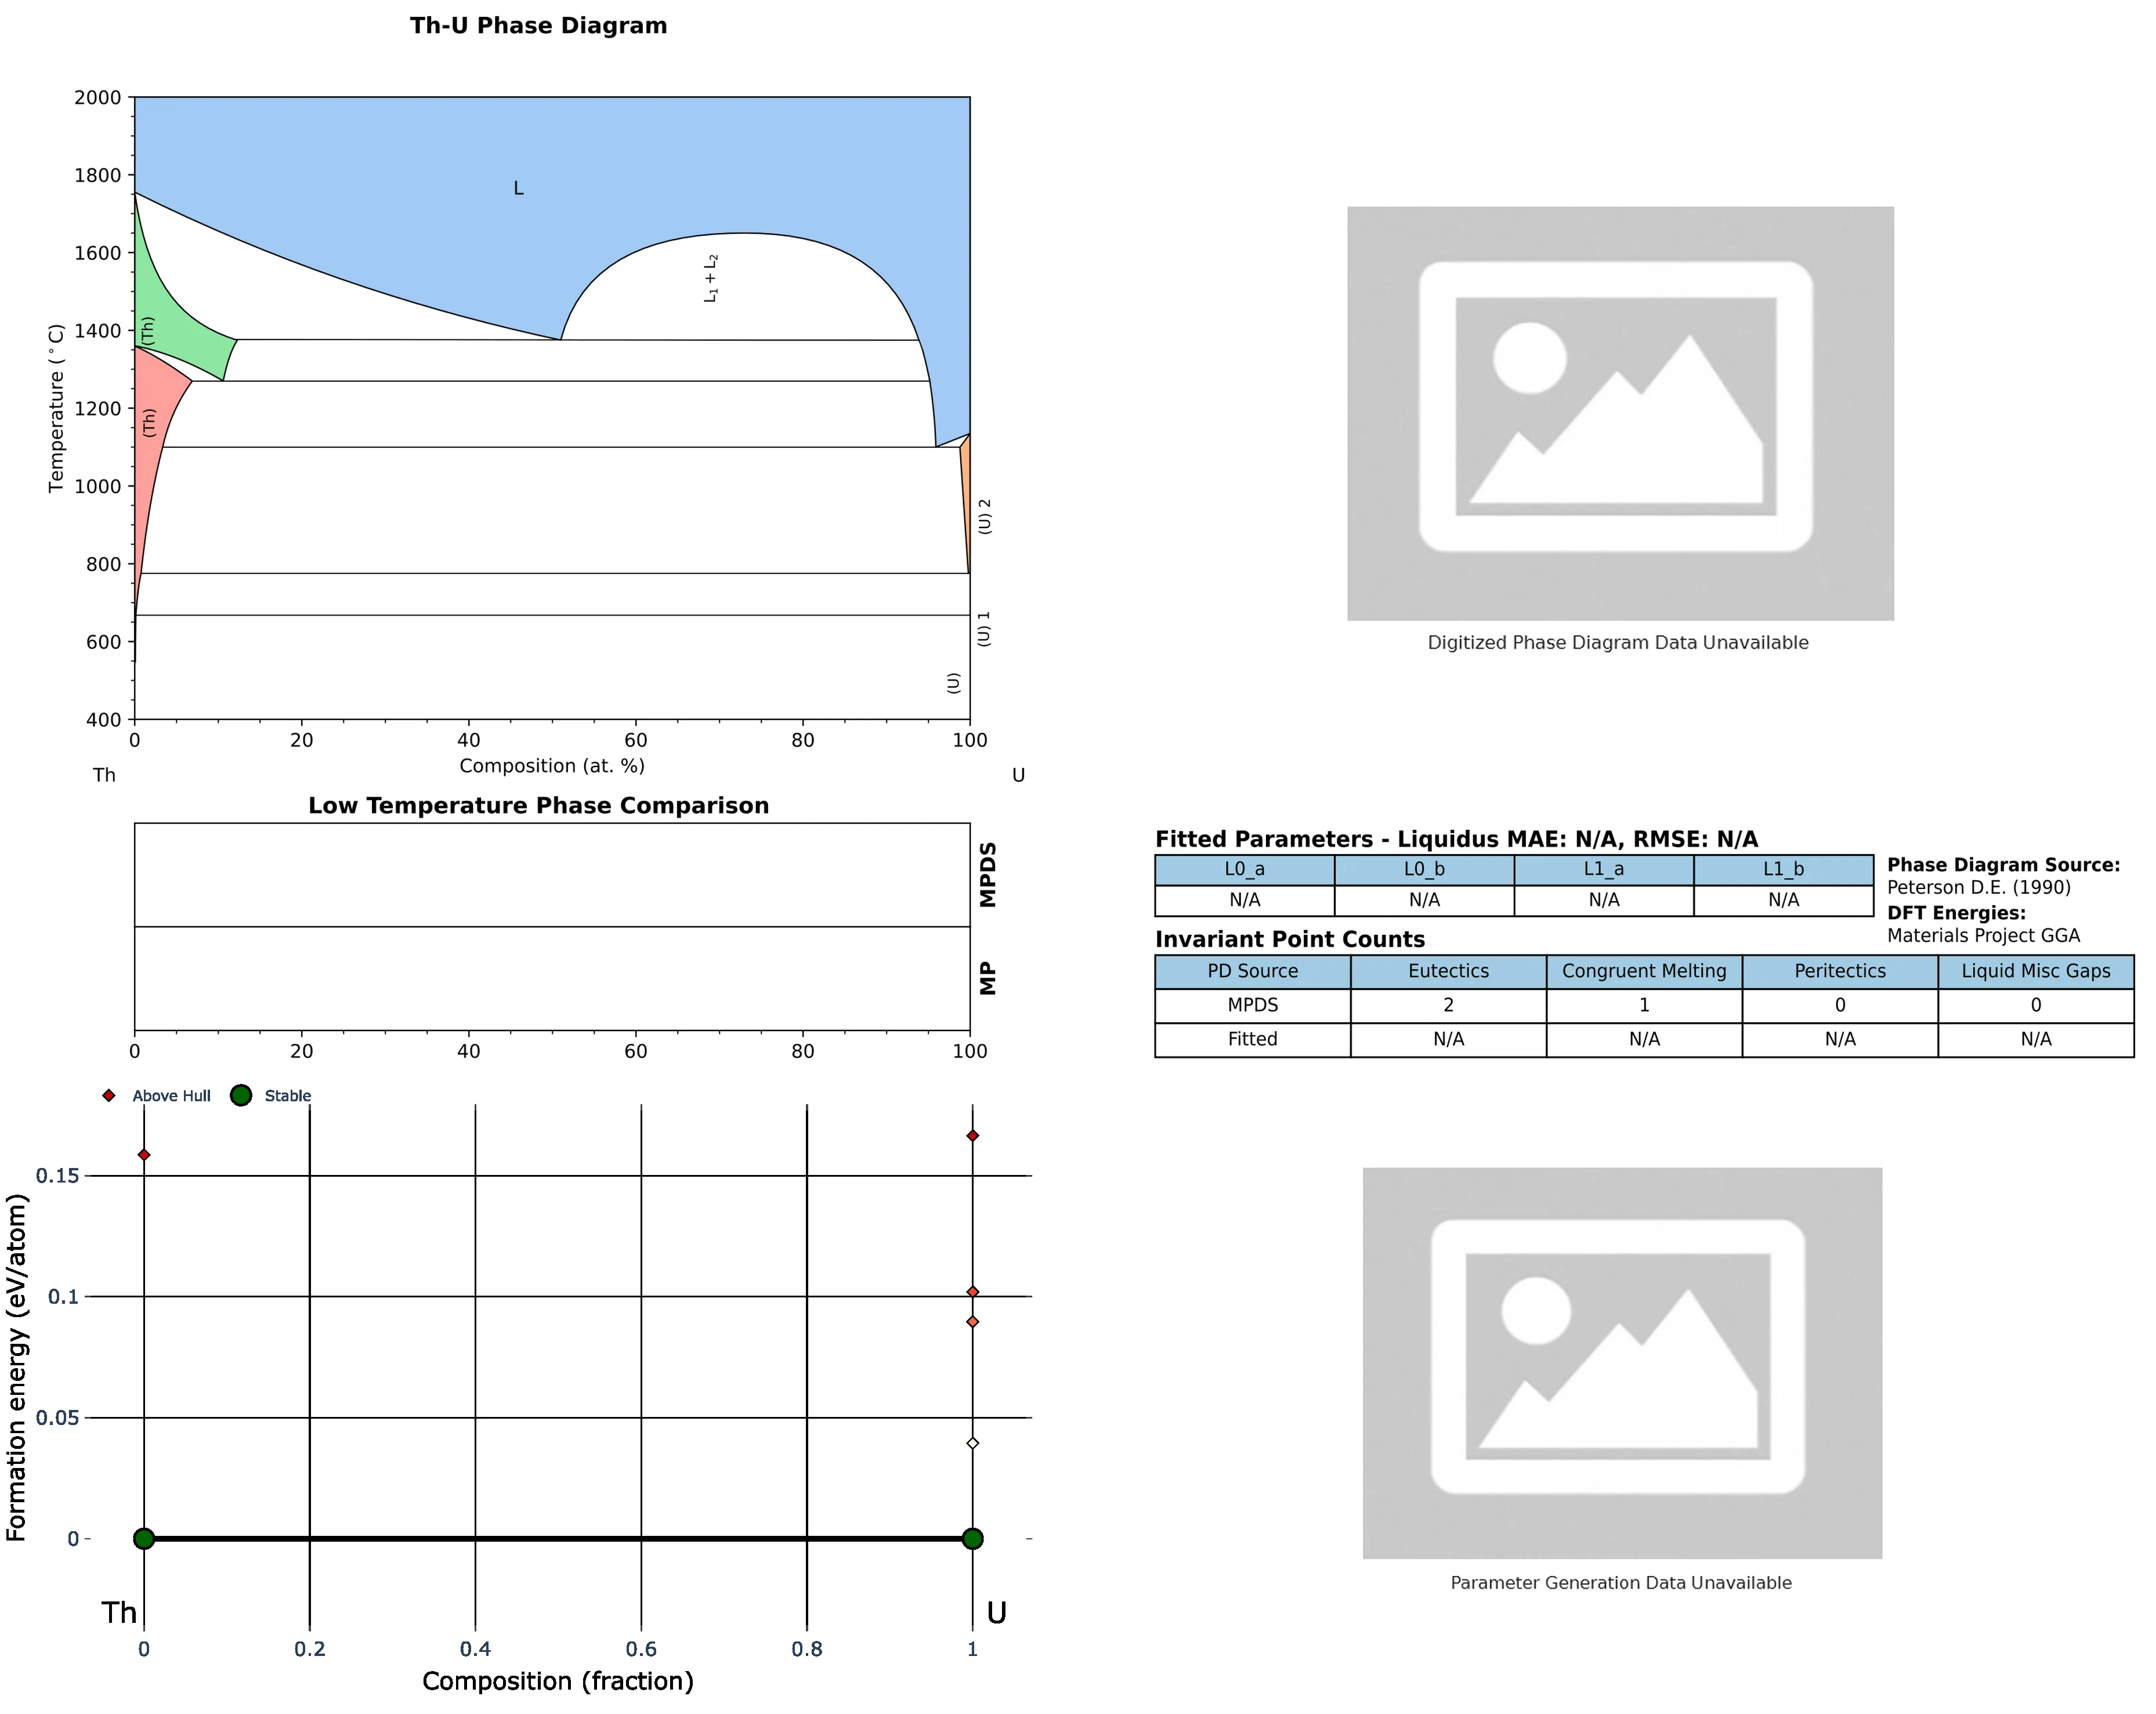 Th-U Phase Diagram
2000
1800
1600
1400
1200
1000
800
600
400
Temperature (°C)
L
L₁ + L₂
(Th)
(Th)
(U) 2
(U) 1
(U)
0 20 40 60 80 100
Composition (at. %)
Th U
Digitized Phase Diagram Data Unavailable
Low Temperature Phase Comparison
MPDS
MP
0 20 40 60 80 100
Fitted Parameters - Liquidus MAE: N/A, RMSE: N/A
L0_a L0_b L1_a L1_b
N/A N/A N/A N/A
Phase Diagram Source:
Peterson D.E. (1990)
DFT Energies:
Materials Project GGA
Invariant Point Counts
PD Source Eutectics Congruent Melting Peritectics Liquid Misc Gaps
MPDS 2 1 0 0
Fitted N/A N/A N/A N/A
Above Hull Stable
0.15
0.1
0.05
0
Formation energy (eV/atom)
Th U
0 0.2 0.4 0.6 0.8 1
Composition (fraction)
Parameter Generation Data Unavailable